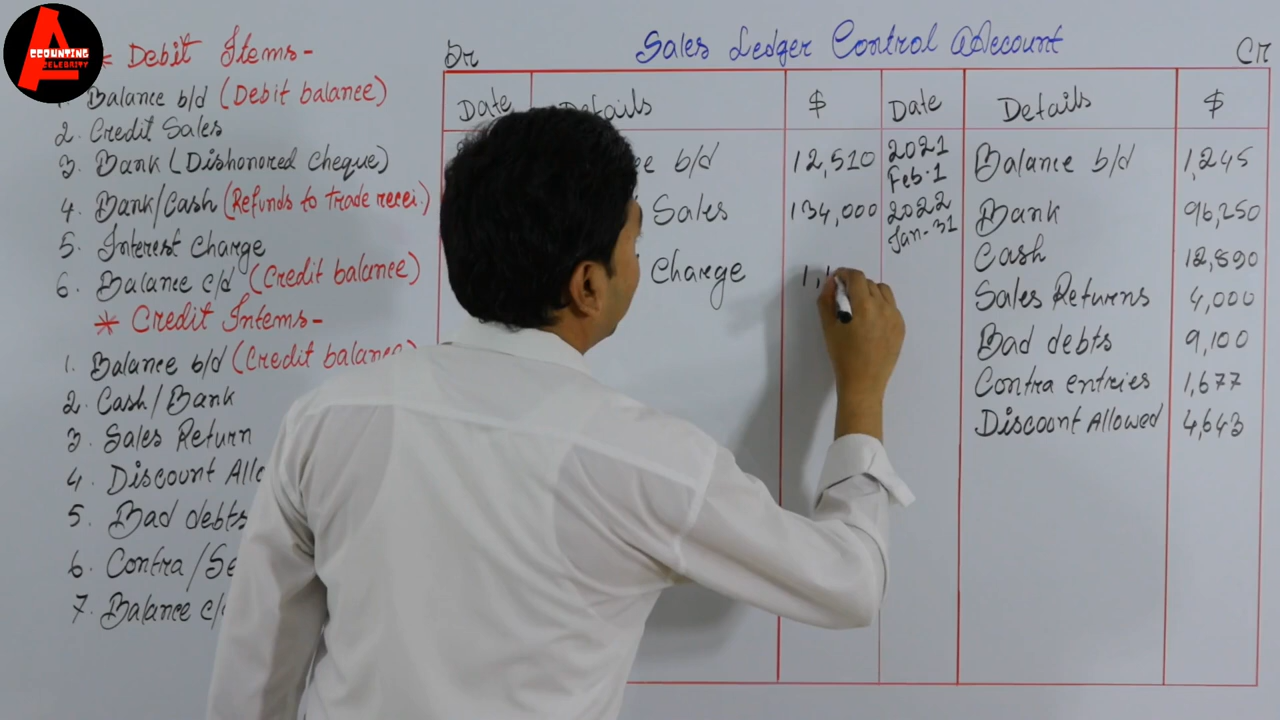 ACCOUNTING
CELEBRITY
* Debit Items-
1. Balance b/d (Debit balance)
2. Credit Sales
3. Bank (Dishonored Cheque)
4. Bank/Cash (Refunds to trade recei.)
5. Interest Charge
6. Balance c/d (Credit balance)
* Credit Intems-
1. Balance b/d (Credit balance)
2. Cash/Bank
3. Sales Return
4. Discount Allo
5. Bad debts
6. Contra/Se
7. Balance c/
Dr Sales Ledger Control Account Cr
Date Details $ Date Details $
b/d 12,510 2021 Feb-1 Balance b/d 1,245
Sales 134,000 2022 Jan-31 Bank 96,250
Cash 12,890
Charge 1,
Sales Returns 4,000
Bad debts 9,100
Contra entries 1,677
Discount Allowed 4,643